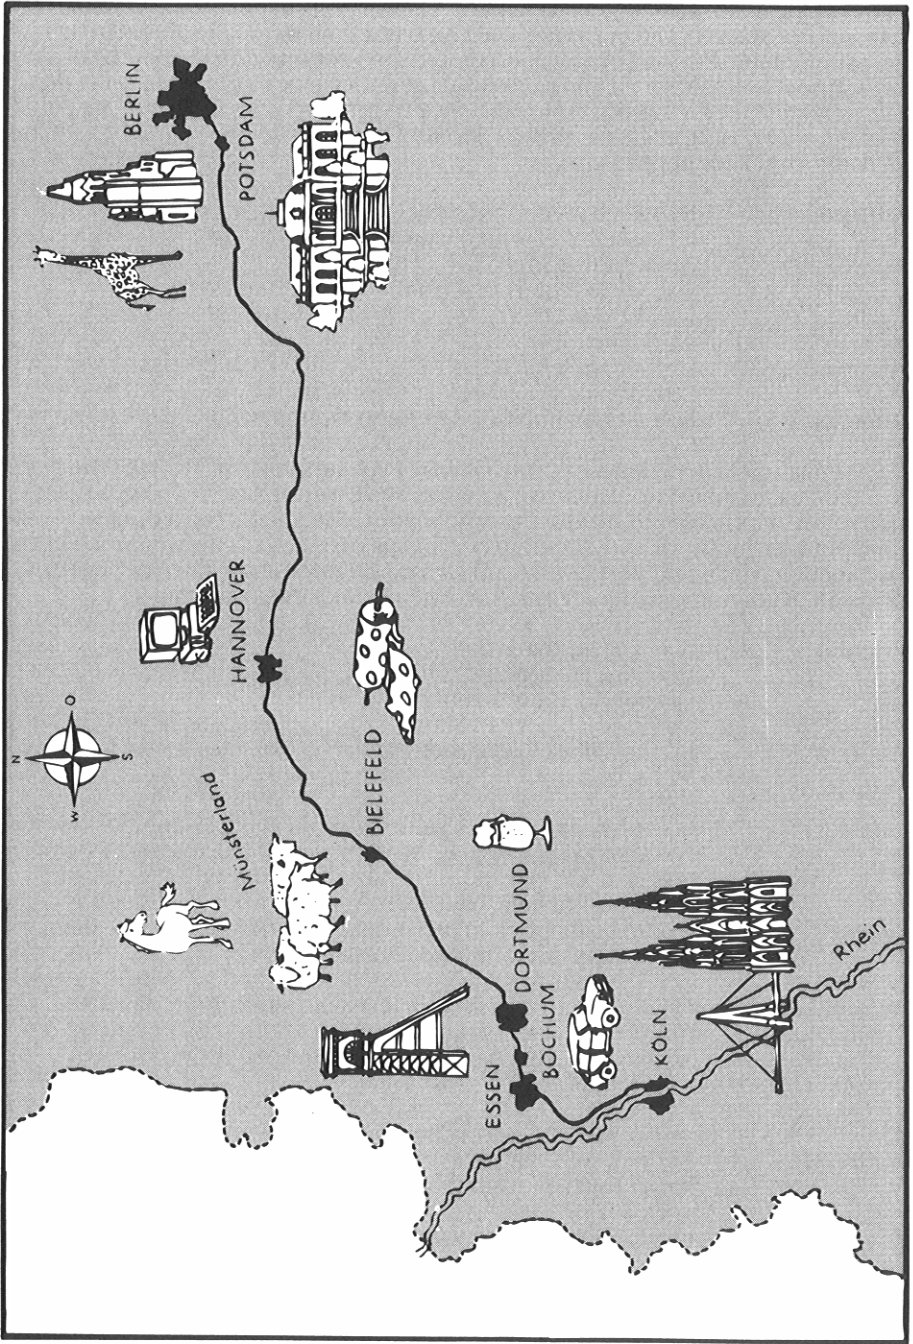 BERLIN
POTSDAM
HANNOVER
N
O
S
W
Münsterland
BIELEFELD
DORTMUND
BOCHUM
ESSEN
KÖLN
Rhein